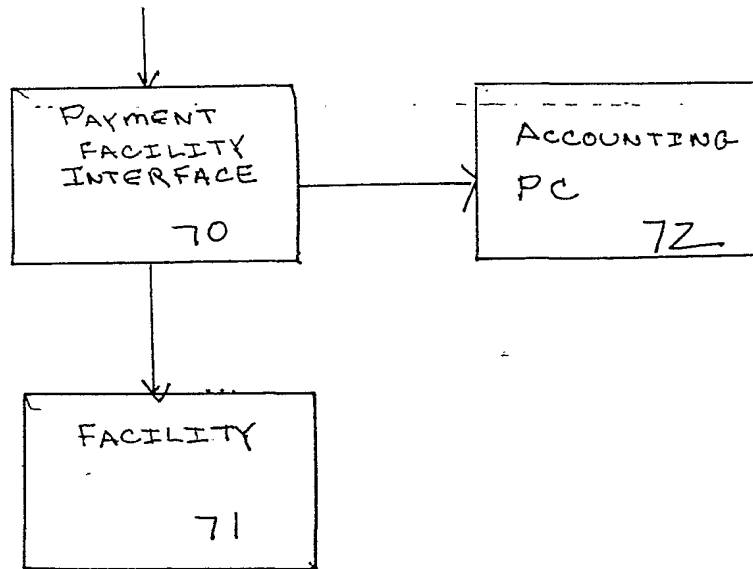 PAYMENT
FACILITY
INTERFACE
70
ACCOUNTING
PC
72
FACILITY
71